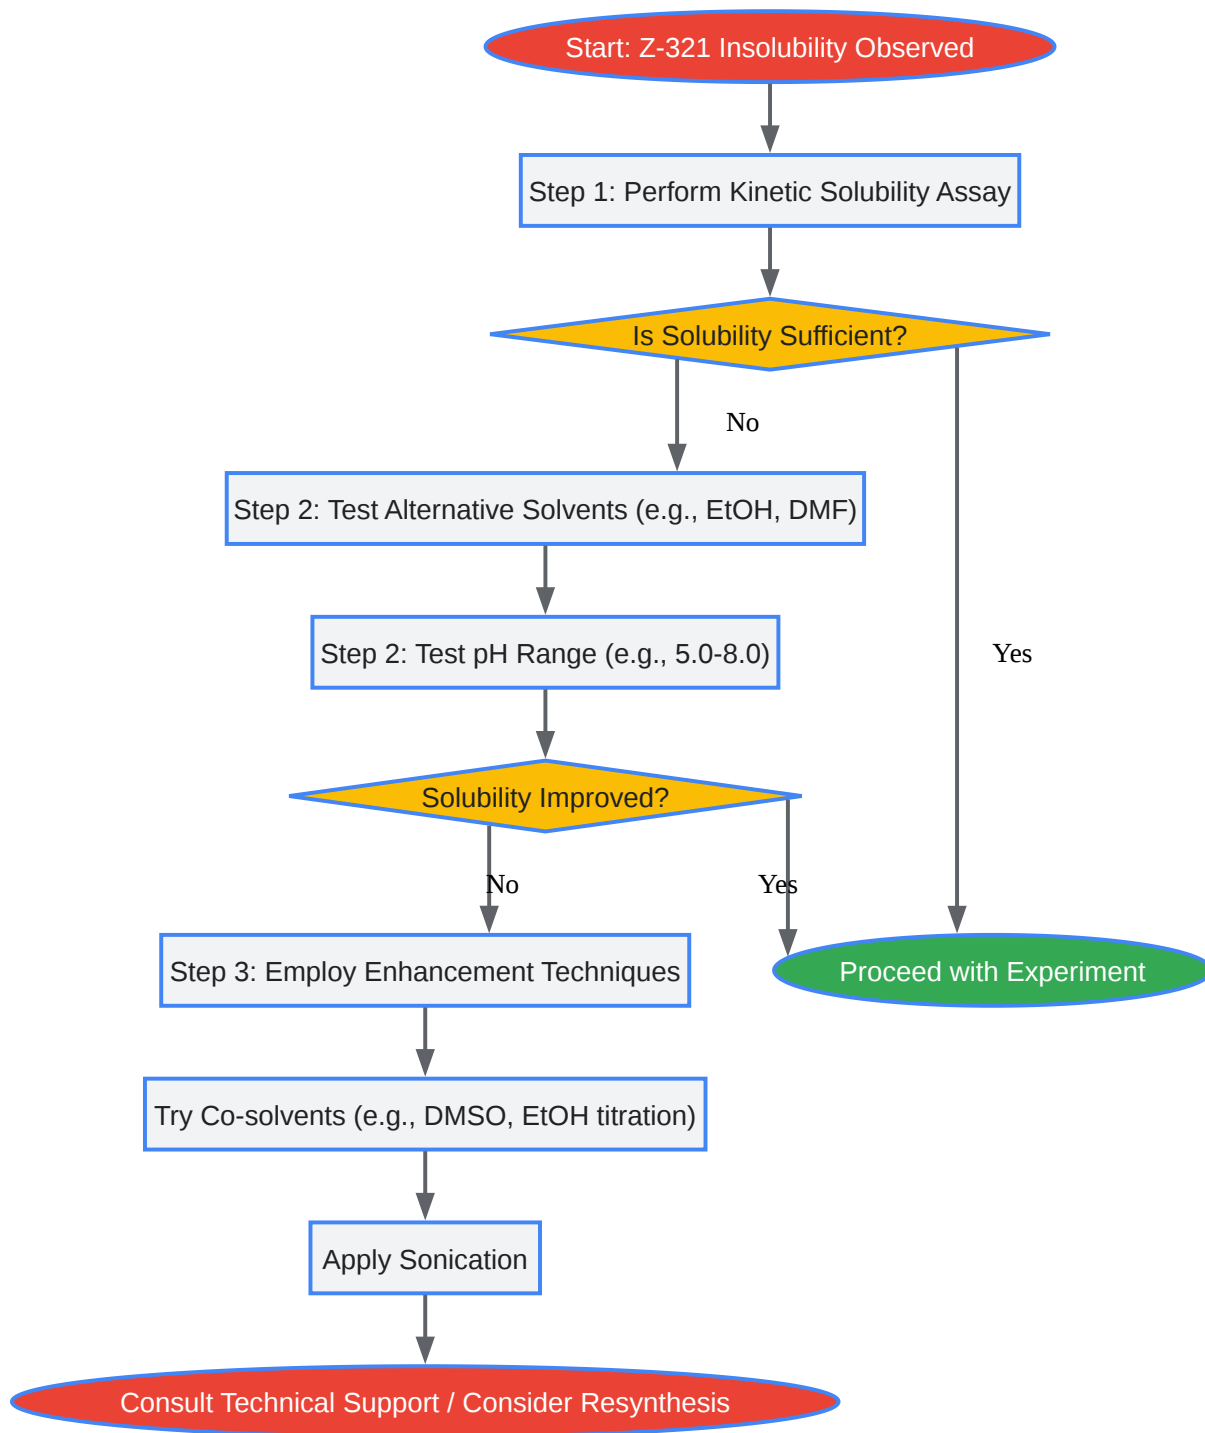 Start: Z-321 Insolubility Observed
Step 1: Perform Kinetic Solubility Assay
Is Solubility Sufficient?
No
Step 2: Test Alternative Solvents (e.g., EtOH, DMF)
Step 2: Test pH Range (e.g., 5.0-8.0)
Yes
Solubility Improved?
No
Yes
Step 3: Employ Enhancement Techniques
Proceed with Experiment
Try Co-solvents (e.g., DMSO, EtOH titration)
Apply Sonication
Consult Technical Support / Consider Resynthesis